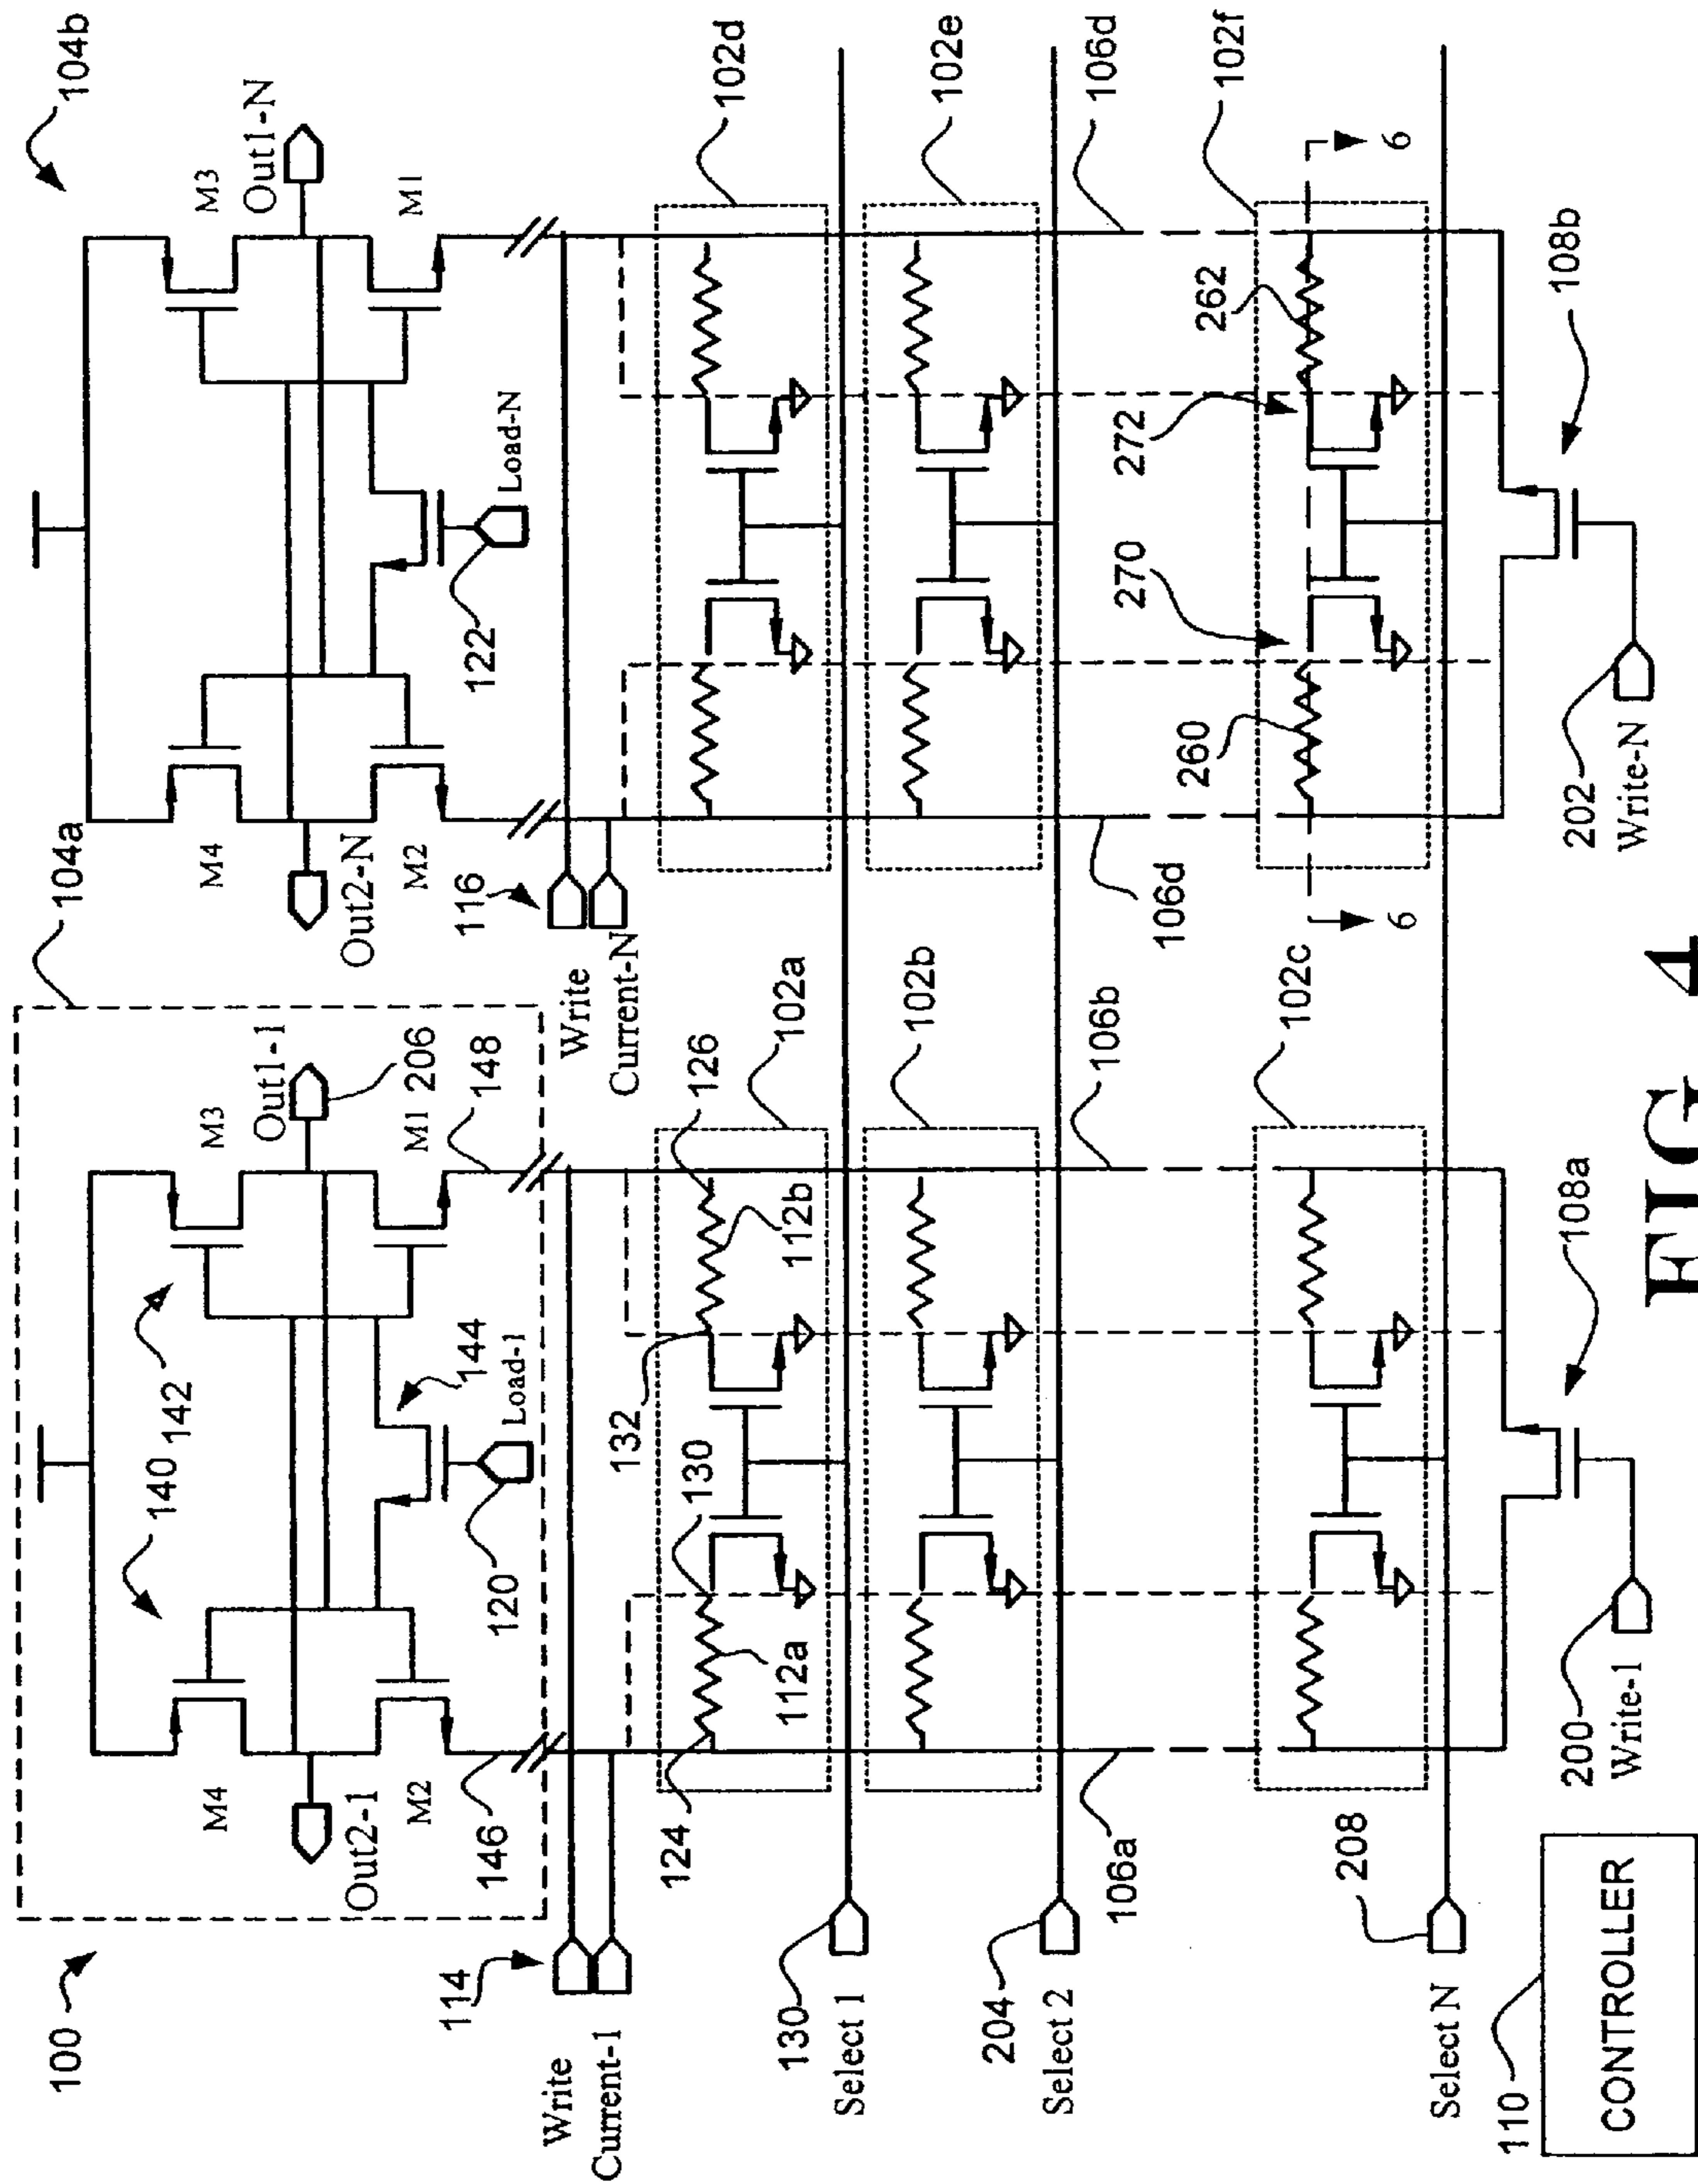 100
104a
104b
140
142
144
M4
M3
Out2-1
Out1-1
206
M2
M1
146
148
120
Load-1
M4
M3
Out2-N
Out1-N
M2
M1
122
Load-N
114
Write
Current-1
116
Write
Current-N
124
112a
130
132
112b
126
102a
102d
130
Select 1
102b
102e
204
Select 2
106a
106b
106d
106d
102c
102f
260
270
272
262
6
6
208
Select N
110
CONTROLLER
200
Write-1
108a
202
Write-N
108b
FIG 4